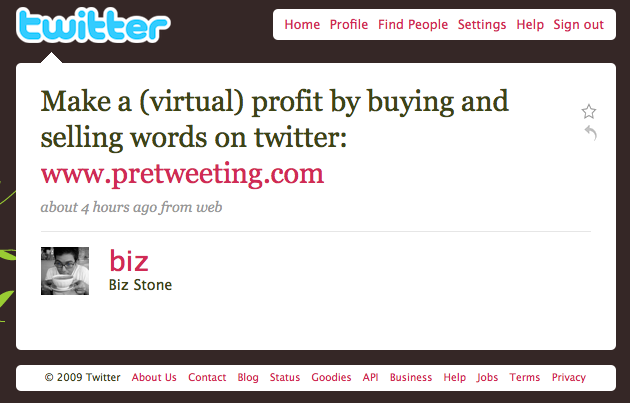 twitter
Home Profile Find People Settings Help Sign out
Make a (virtual) profit by buying and
selling words on twitter:
www.pretweeting.com
about 4 hours ago from web
biz
Biz Stone
© 2009 Twitter About Us Contact Blog Status Goodies API Business Help Jobs Terms Privacy